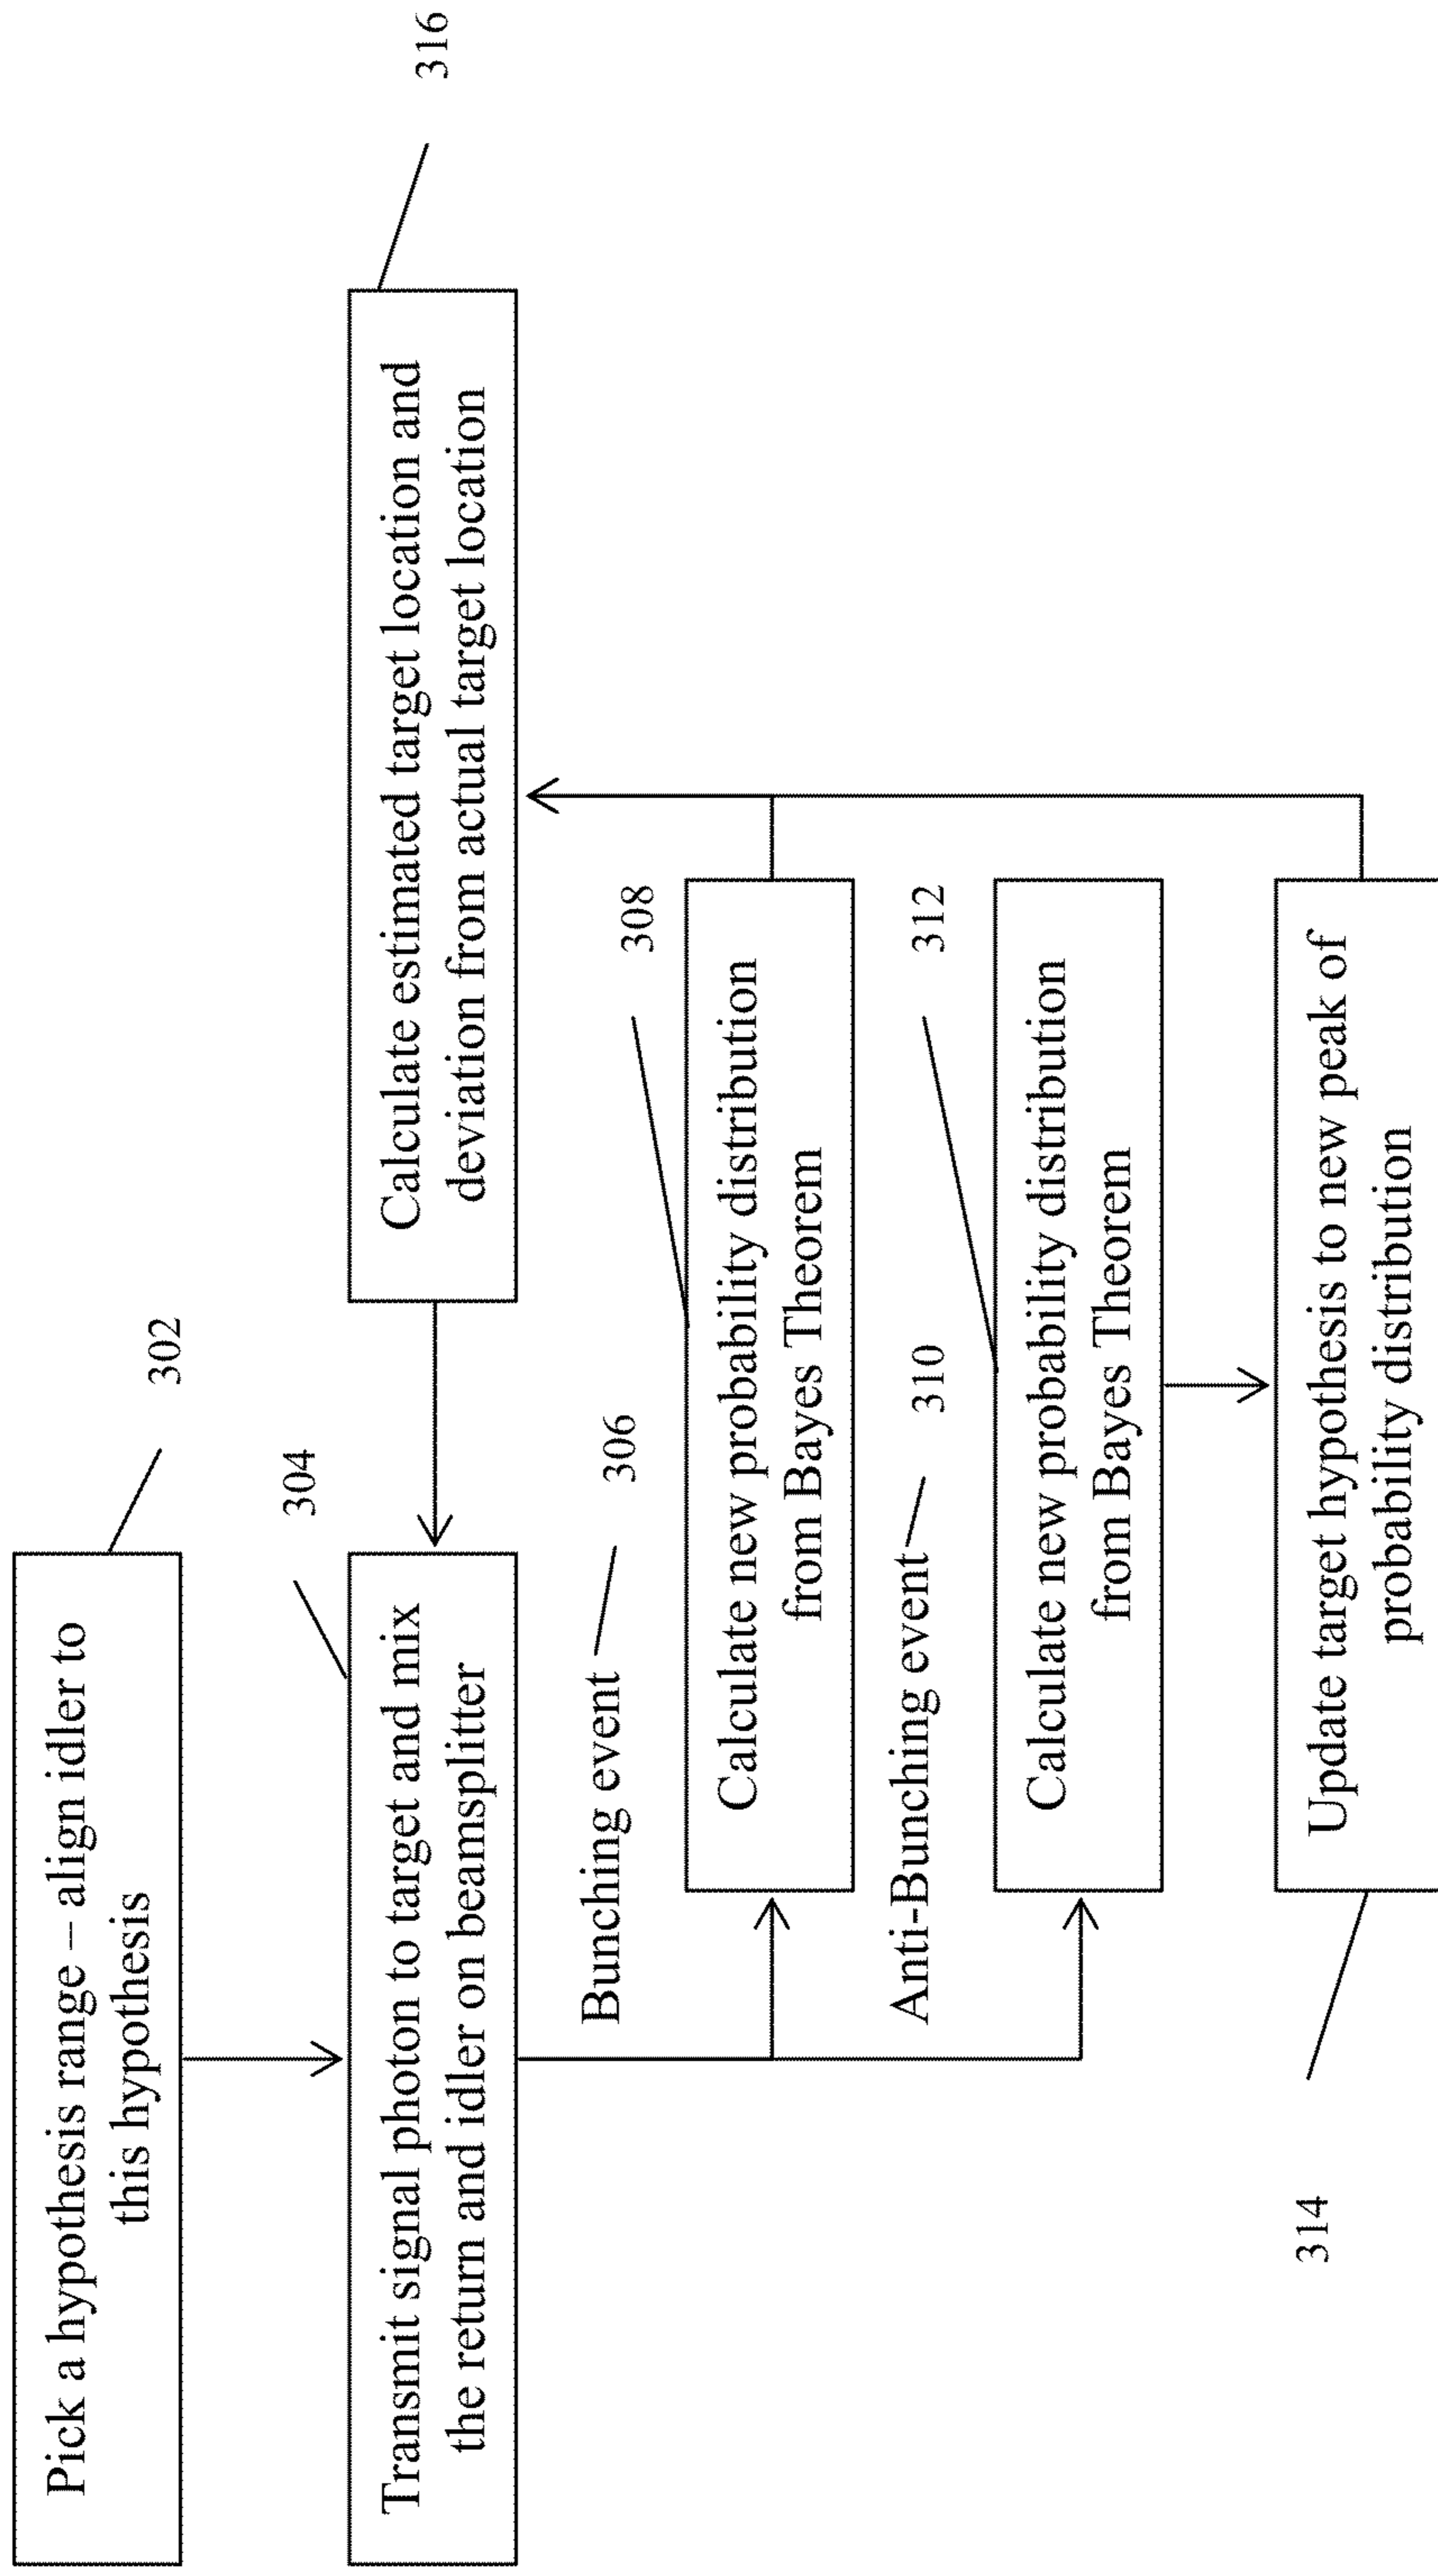 Pick a hypothesis range – align idler to
this hypothesis
302
304
Transmit signal photon to target and mix
the return and idler on beamsplitter
316
Calculate estimated target location and
deviation from actual target location
Bunching event
306
308
Calculate new probability distribution
from Bayes Theorem
Anti-Bunching event
310
312
Calculate new probability distribution
from Bayes Theorem
314
Update target hypothesis to new peak of
probability distribution